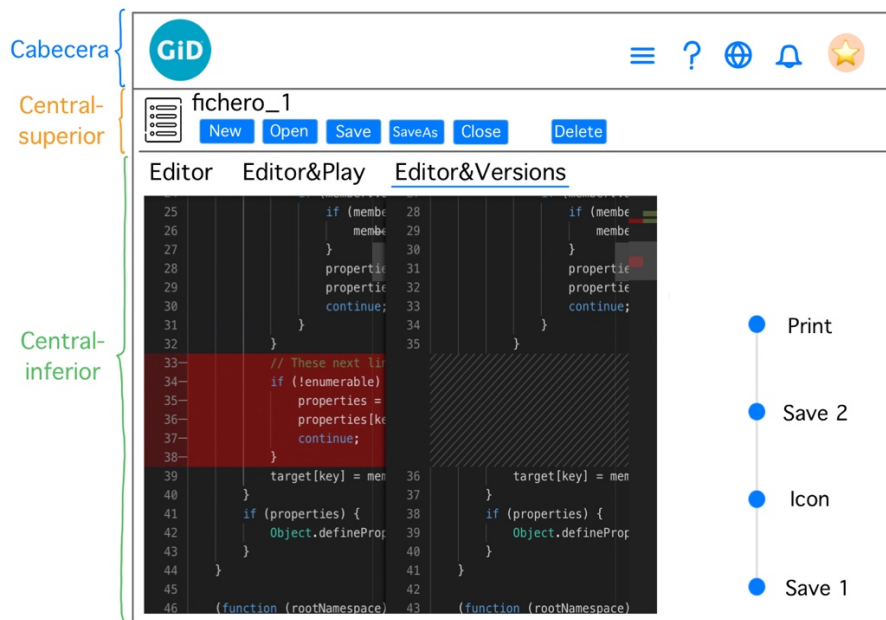 Cabecera
GiD
?
Central-
superior
fichero_1
New Open Save SaveAs Close Delete
Central-
inferior
Editor Editor&Play Editor&Versions
25 if (membe 28 if (membe
26 membe 29 membe
27 } 30 }
28 propertie 31 propertie
29 propertie 32 propertie
30 continue; 33 continue;
31 } 34 }
32 } 35 }
33— // These next lin
34— if (!enumerable)
35— properties =
36— properties[ke
37— continue;
38— }
39 target[key] = mem 36 target[key] = mem
40 } 37 }
41 if (properties) { 38 if (properties) {
42 Object.defineProp 39 Object.defineProp
43 } 40 }
44 } 41 }
45 42
46 (function (rootNamespace) 43 (function (rootNamespace)
Print
Save 2
Icon
Save 1